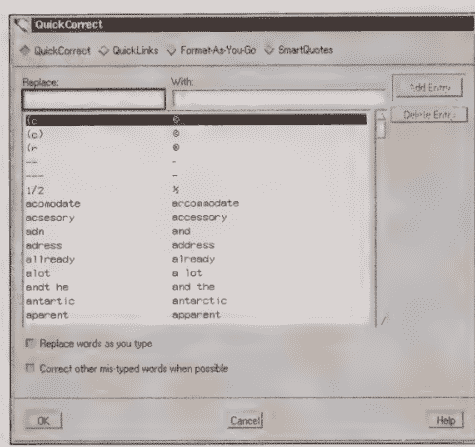 QuickCorrect
QuickCorrect QuickLinks Format-As-You-Go SmartQuotes
Replace: With:
Add Entry
Delete Entry
(c ©
(c) ©
(r ®
-- -
--- -
1/2 ½
acomodate accommodate
acsesory accessory
adn and
adress address
allready already
alot a lot
andt he and the
antartic antarctic
aparent apparent
Replace words as you type
Correct other mis-typed words when possible
OK Cancel Help